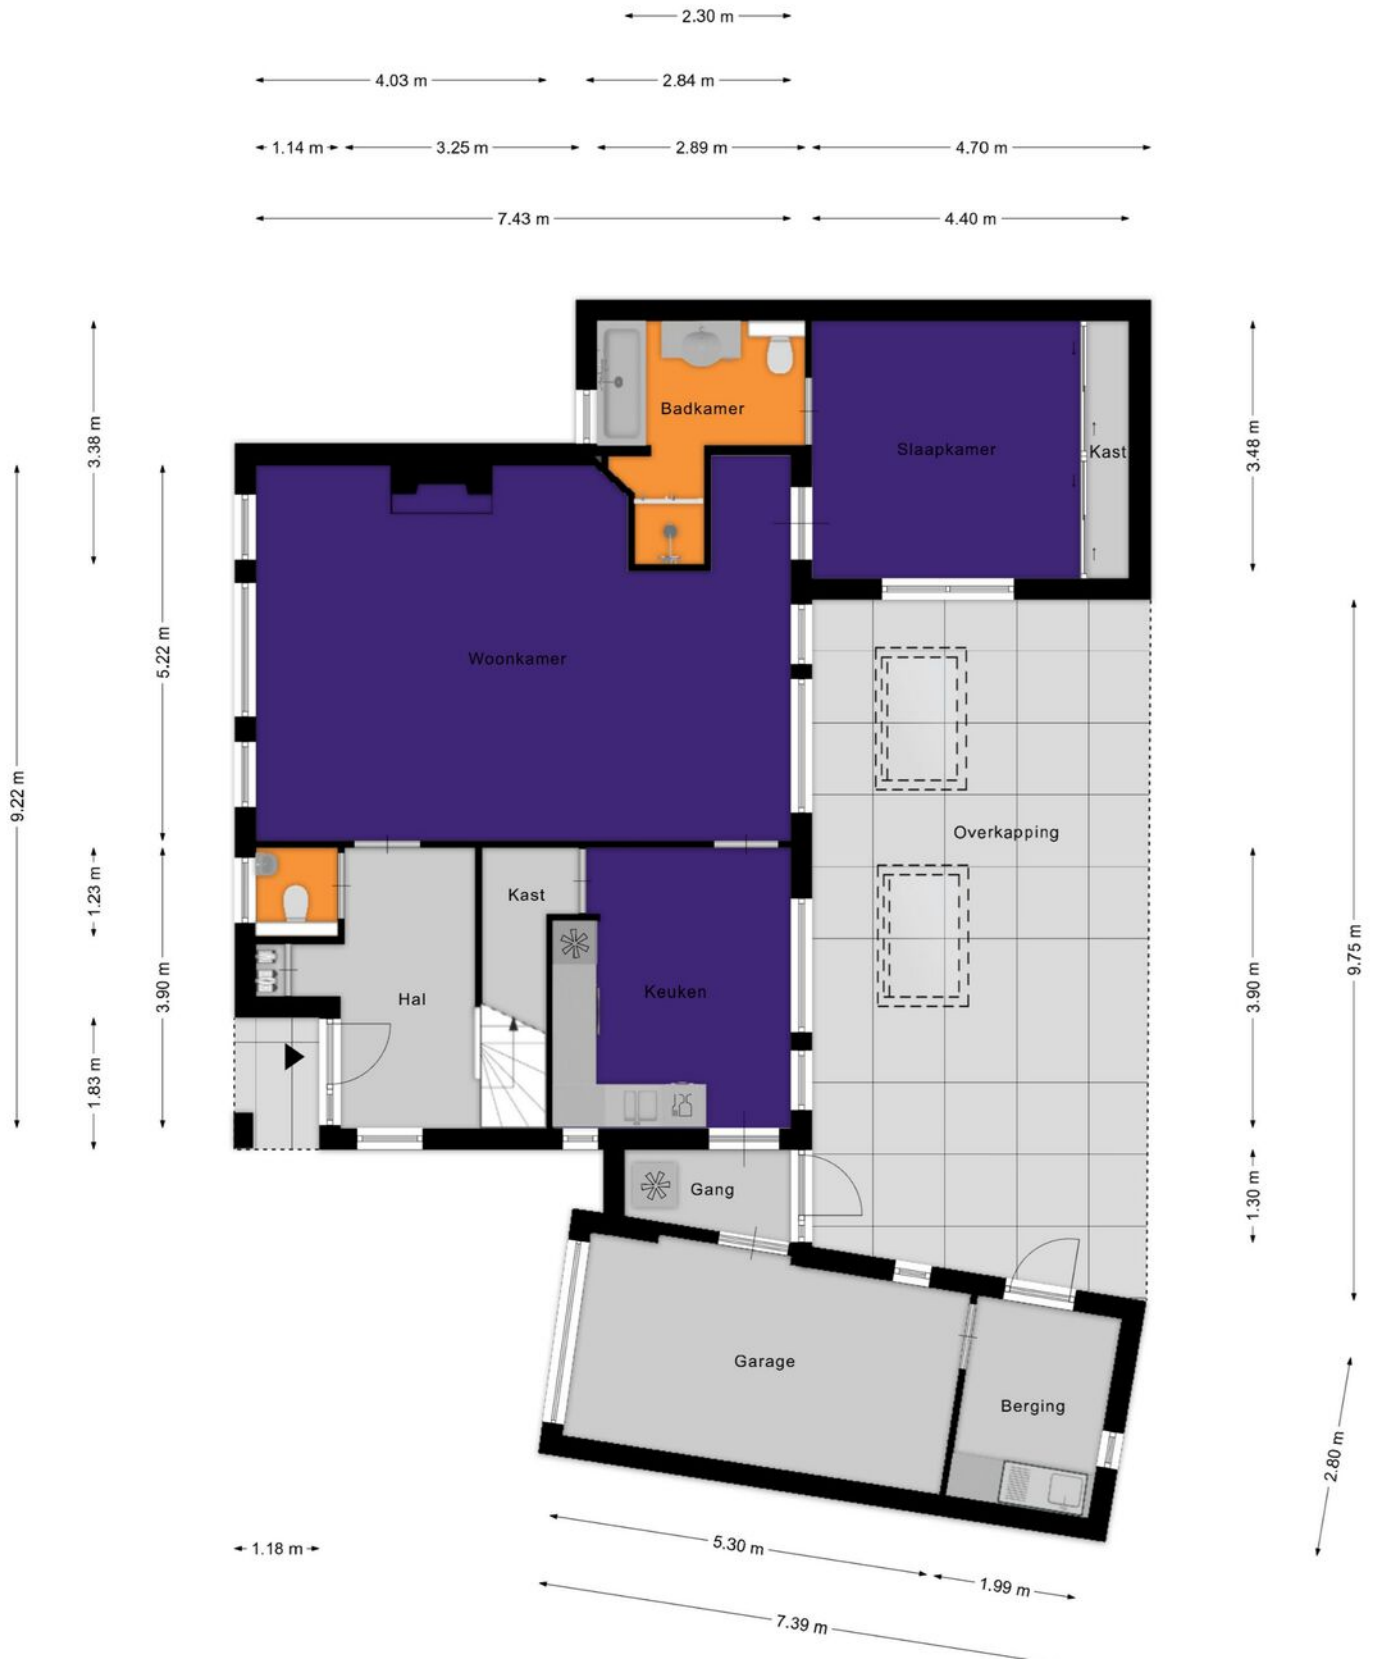 2.30 m
4.03 m
2.84 m
1.14 m
3.25 m
2.89 m
4.70 m
7.43 m
4.40 m
3.38 m
3.48 m
Badkamer
Slaapkamer
Kast
5.22 m
Woonkamer
9.22 m
Overkapping
1.23 m
Kast
9.75 m
3.90 m
Hal
Keuken
3.90 m
1.83 m
Gang
1.30 m
Garage
Berging
2.80 m
1.18 m
5.30 m
1.99 m
7.39 m